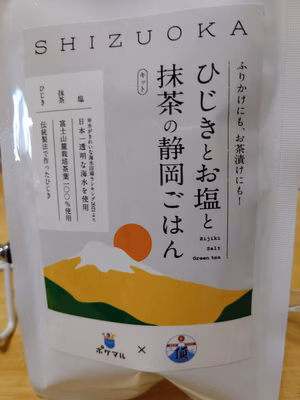 SHIZUOKA
ふりかけにも、お茶漬けにも！
ひじきとお塩と
抹茶の静岡ごはん
キット
Hijiki
Salt
Green tea
塩
日本一透明な海水を使用
抹茶
富士山麓栽培茶葉一〇〇%使用
ひじき
伝統製法で作ったひじき
ポケマル
×